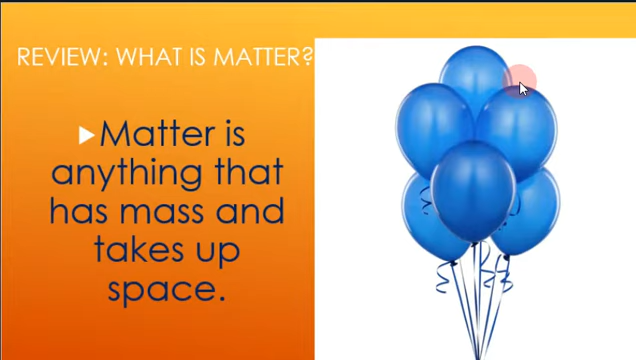 REVIEW: WHAT IS MATTER?
Matter is
anything that
has mass and
takes up
space.